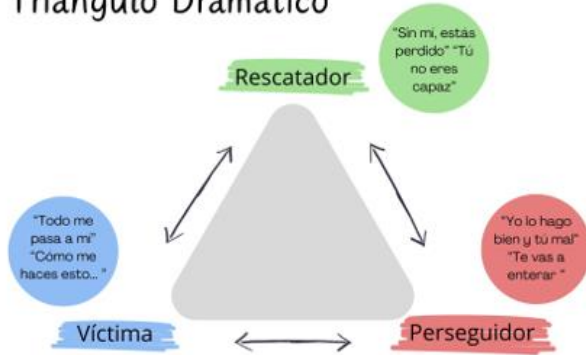 Triángulo Dramático
"Sin mi, estás
perdido" "Tú
no eres
capaz"
Rescatador
"Todo me
pasa a mi"
"Cómo me
haces esto... "
"Yo lo hago
bien y tú mal"
"Te vas a
enterar "
Víctima
Perseguidor